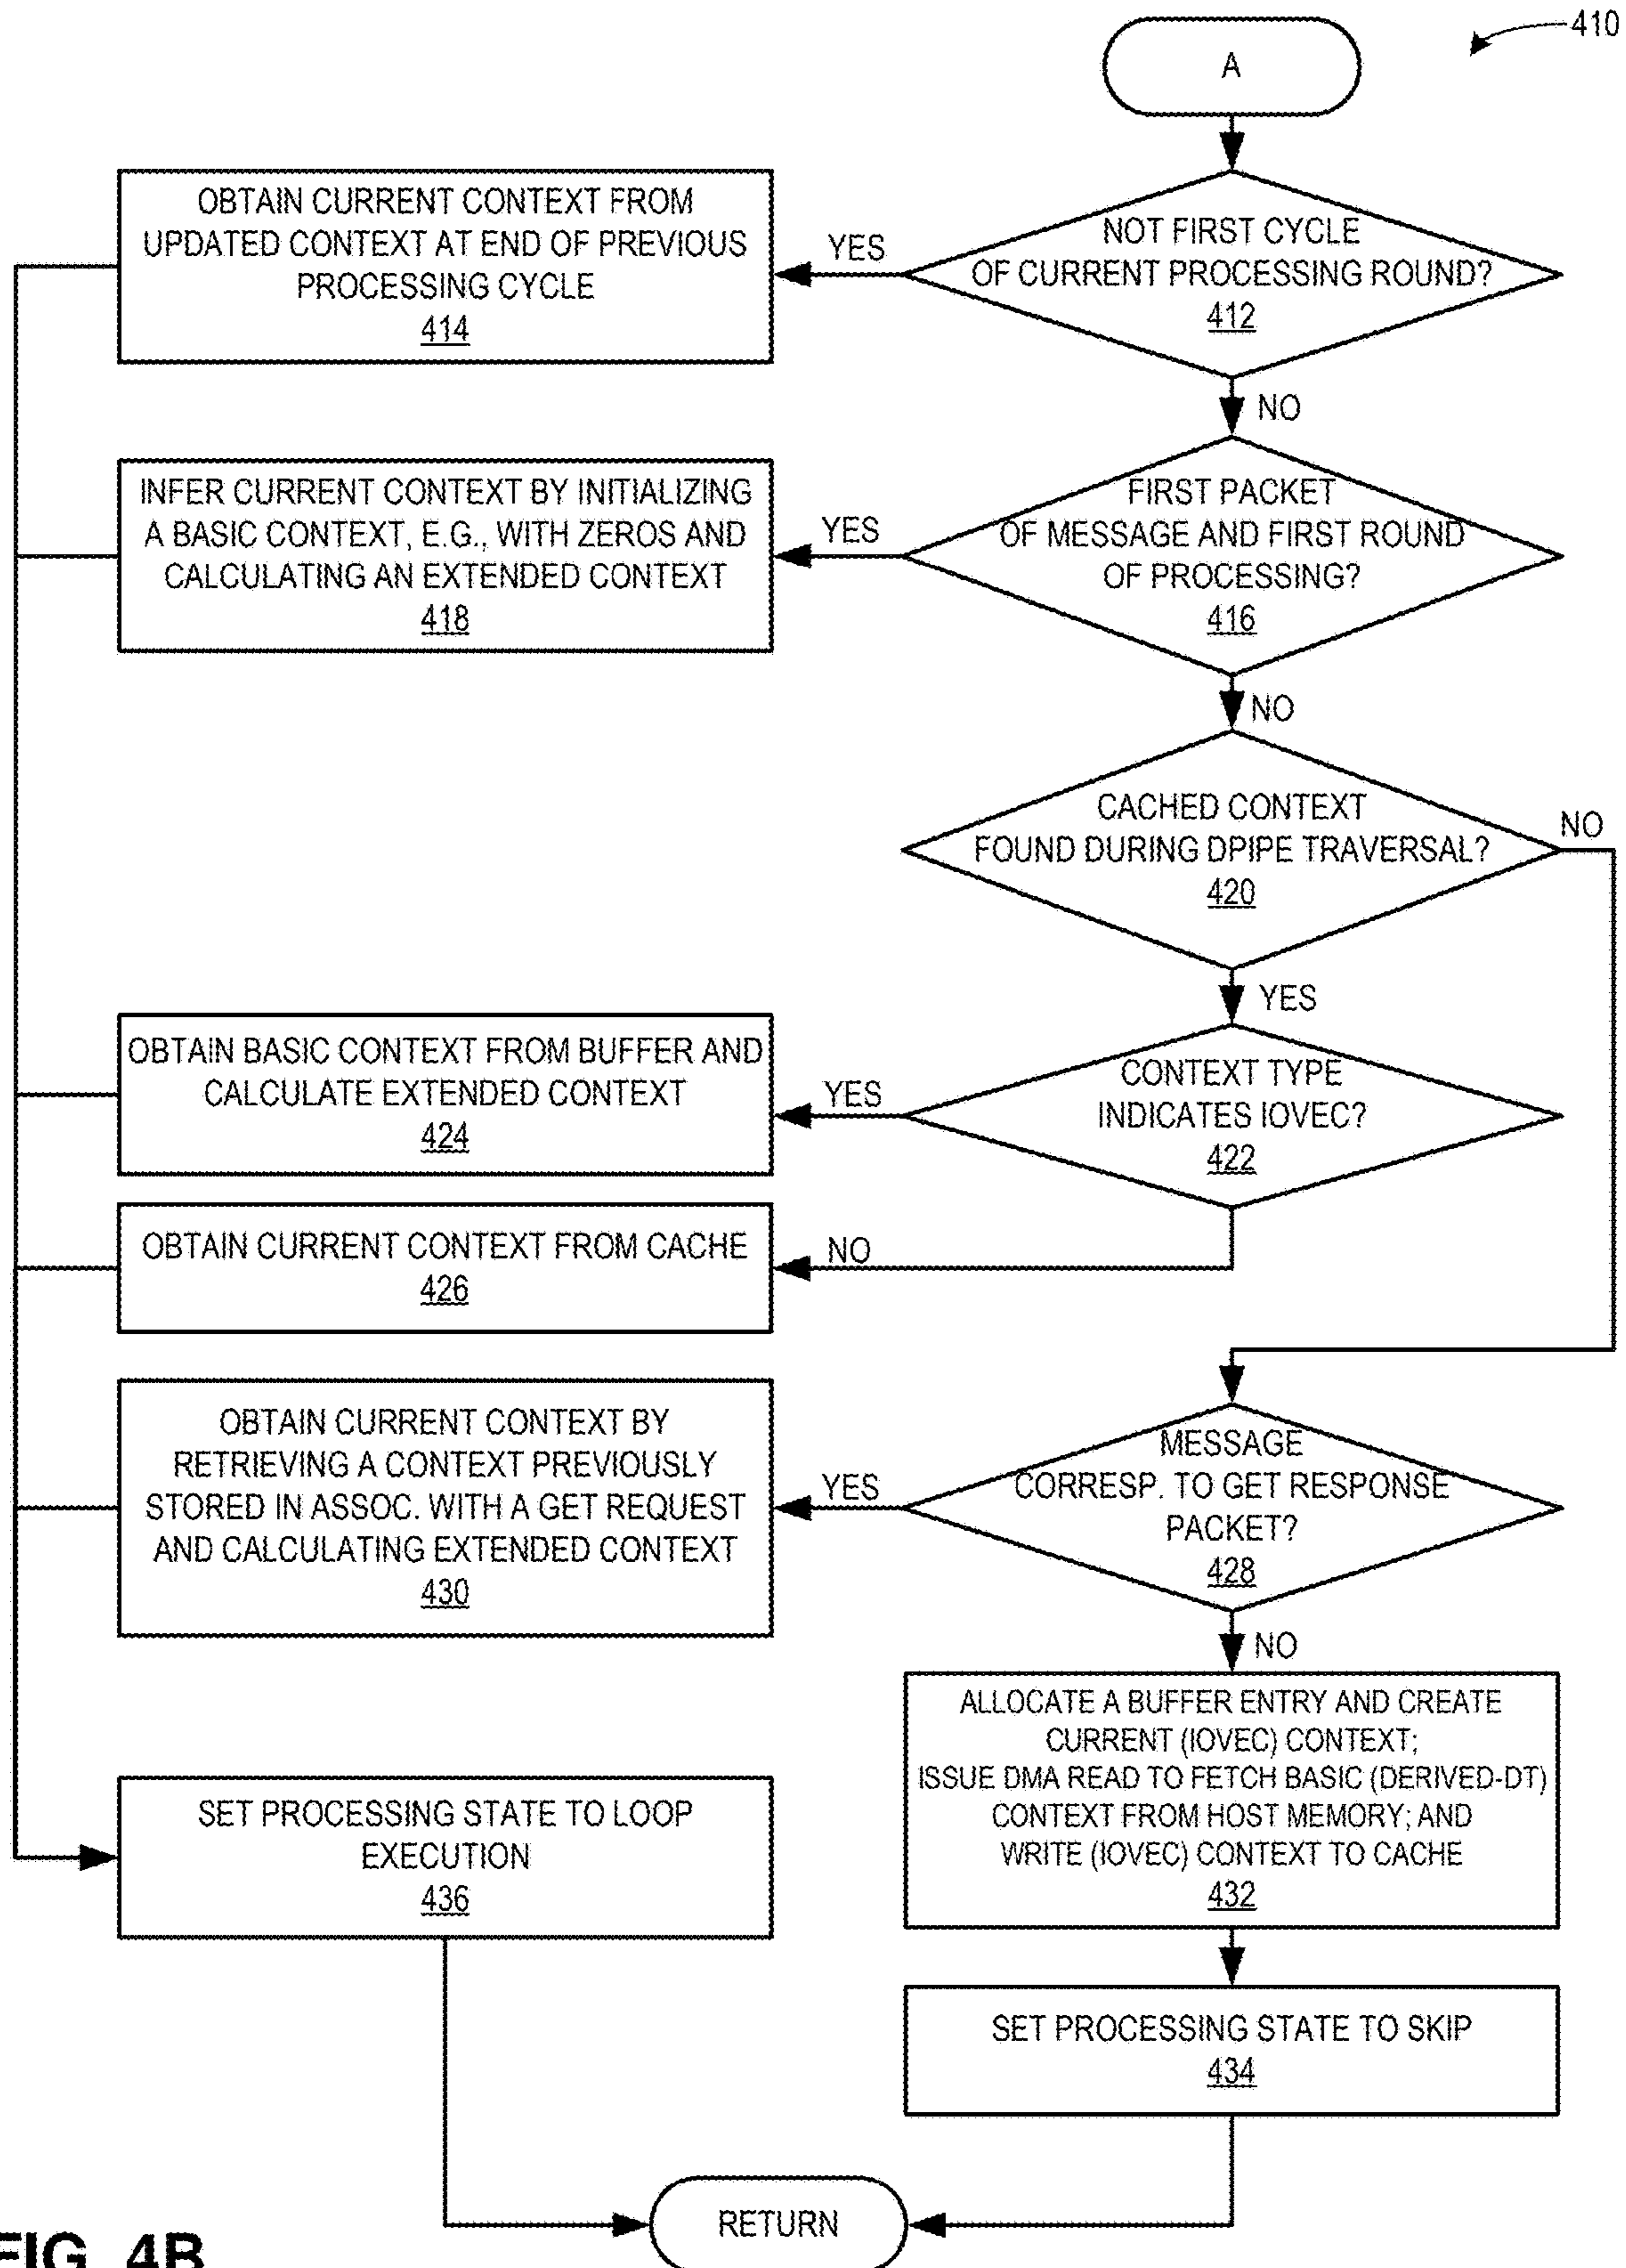 410
A
NOT FIRST CYCLE
OF CURRENT PROCESSING ROUND?
412
YES
OBTAIN CURRENT CONTEXT FROM
UPDATED CONTEXT AT END OF PREVIOUS
PROCESSING CYCLE
414
NO
FIRST PACKET
OF MESSAGE AND FIRST ROUND
OF PROCESSING?
416
YES
INFER CURRENT CONTEXT BY INITIALIZING
A BASIC CONTEXT, E.G., WITH ZEROS AND
CALCULATING AN EXTENDED CONTEXT
418
NO
CACHED CONTEXT
FOUND DURING DPIPE TRAVERSAL?
420
NO
YES
CONTEXT TYPE
INDICATES IOVEC?
422
YES
OBTAIN BASIC CONTEXT FROM BUFFER AND
CALCULATE EXTENDED CONTEXT
424
NO
OBTAIN CURRENT CONTEXT FROM CACHE
426
MESSAGE
CORRESP. TO GET RESPONSE
PACKET?
428
YES
OBTAIN CURRENT CONTEXT BY
RETRIEVING A CONTEXT PREVIOUSLY
STORED IN ASSOC. WITH A GET REQUEST
AND CALCULATING EXTENDED CONTEXT
430
NO
ALLOCATE A BUFFER ENTRY AND CREATE
CURRENT (IOVEC) CONTEXT;
ISSUE DMA READ TO FETCH BASIC (DERIVED-DT)
CONTEXT FROM HOST MEMORY; AND
WRITE (IOVEC) CONTEXT TO CACHE
432
SET PROCESSING STATE TO LOOP
EXECUTION
436
SET PROCESSING STATE TO SKIP
434
RETURN
FIG. 4B